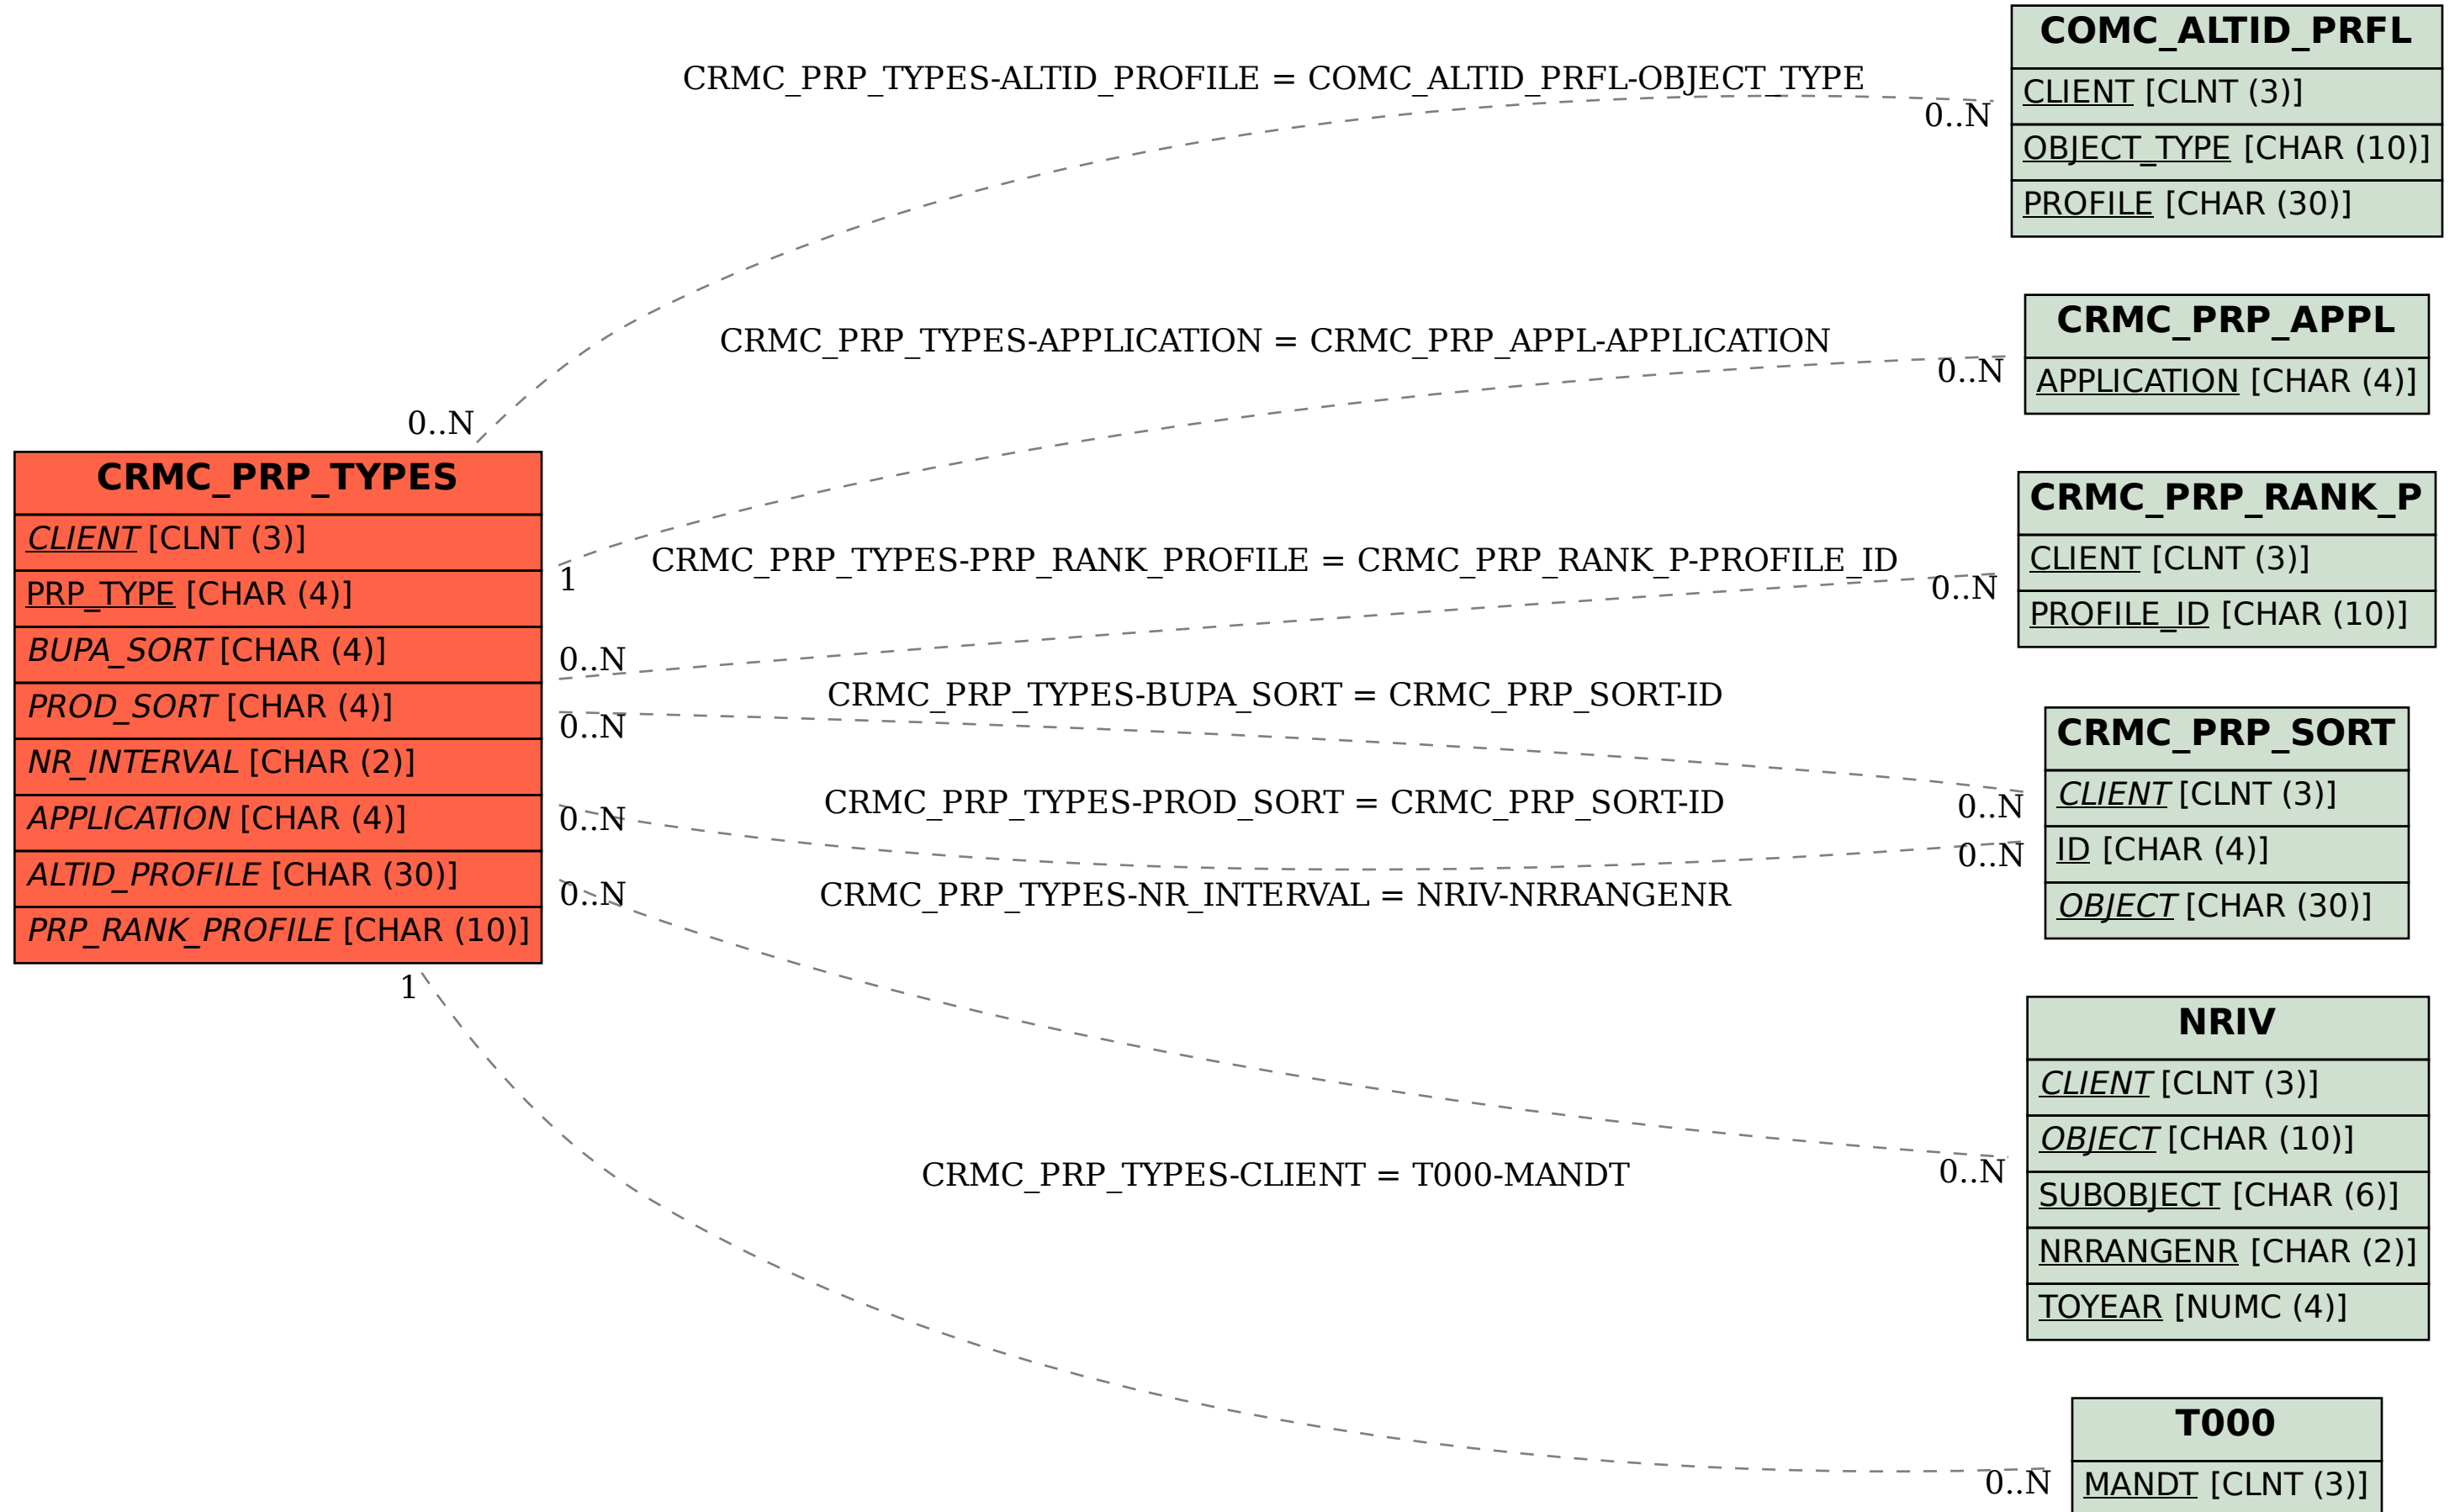 CRMC_PRP_TYPES
CLIENT [CLNT (3)]
PRP_TYPE [CHAR (4)]
BUPA_SORT [CHAR (4)]
PROD_SORT [CHAR (4)]
NR_INTERVAL [CHAR (2)]
APPLICATION [CHAR (4)]
ALTID_PROFILE [CHAR (30)]
PRP_RANK_PROFILE [CHAR (10)]
CRMC_PRP_TYPES-ALTID_PROFILE = COMC_ALTID_PRFL-OBJECT_TYPE
0..N
0..N
CRMC_PRP_TYPES-APPLICATION = CRMC_PRP_APPL-APPLICATION
1
0..N
CRMC_PRP_TYPES-PRP_RANK_PROFILE = CRMC_PRP_RANK_P-PROFILE_ID
0..N
0..N
CRMC_PRP_TYPES-BUPA_SORT = CRMC_PRP_SORT-ID
0..N
0..N
CRMC_PRP_TYPES-PROD_SORT = CRMC_PRP_SORT-ID
0..N
0..N
CRMC_PRP_TYPES-NR_INTERVAL = NRIV-NRRANGENR
0..N
0..N
CRMC_PRP_TYPES-CLIENT = T000-MANDT
1
0..N
COMC_ALTID_PRFL
CLIENT [CLNT (3)]
OBJECT_TYPE [CHAR (10)]
PROFILE [CHAR (30)]
CRMC_PRP_APPL
APPLICATION [CHAR (4)]
CRMC_PRP_RANK_P
CLIENT [CLNT (3)]
PROFILE_ID [CHAR (10)]
CRMC_PRP_SORT
CLIENT [CLNT (3)]
ID [CHAR (4)]
OBJECT [CHAR (30)]
NRIV
CLIENT [CLNT (3)]
OBJECT [CHAR (10)]
SUBOBJECT [CHAR (6)]
NRRANGENR [CHAR (2)]
TOYEAR [NUMC (4)]
T000
MANDT [CLNT (3)]